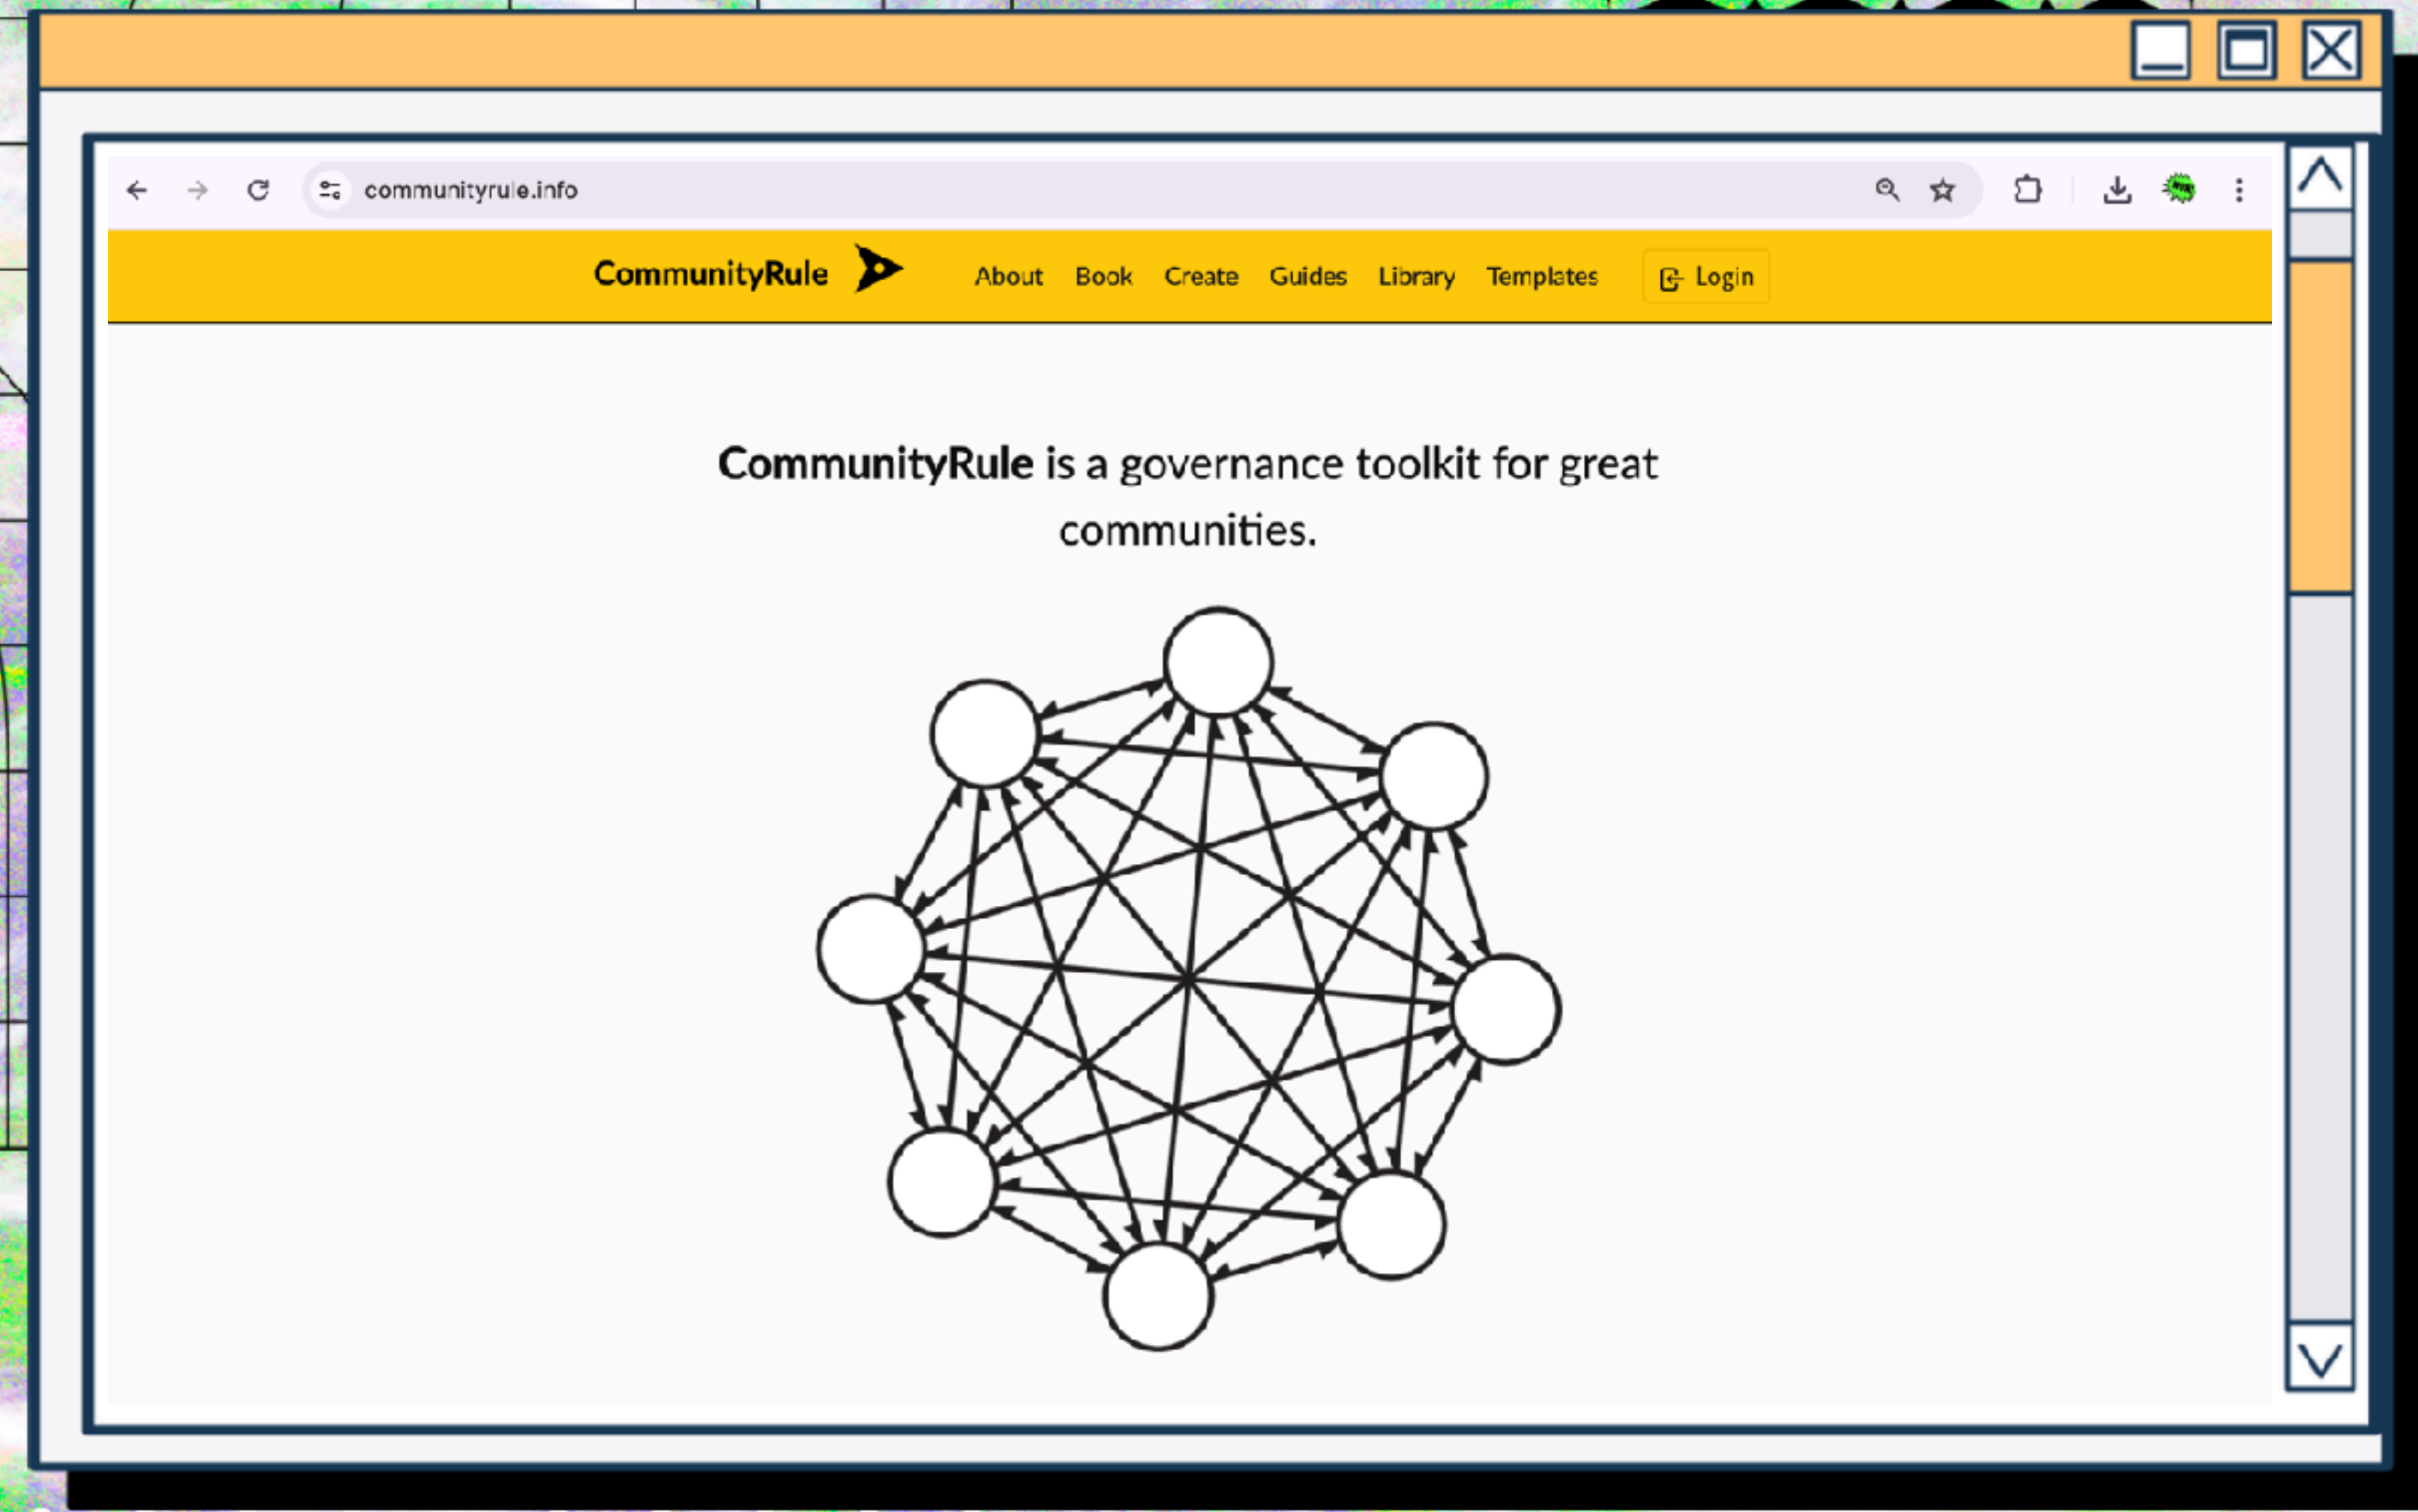 communityrule.info
CommunityRule About Book Create Guides Library Templates Login
CommunityRule is a governance toolkit for great
communities.